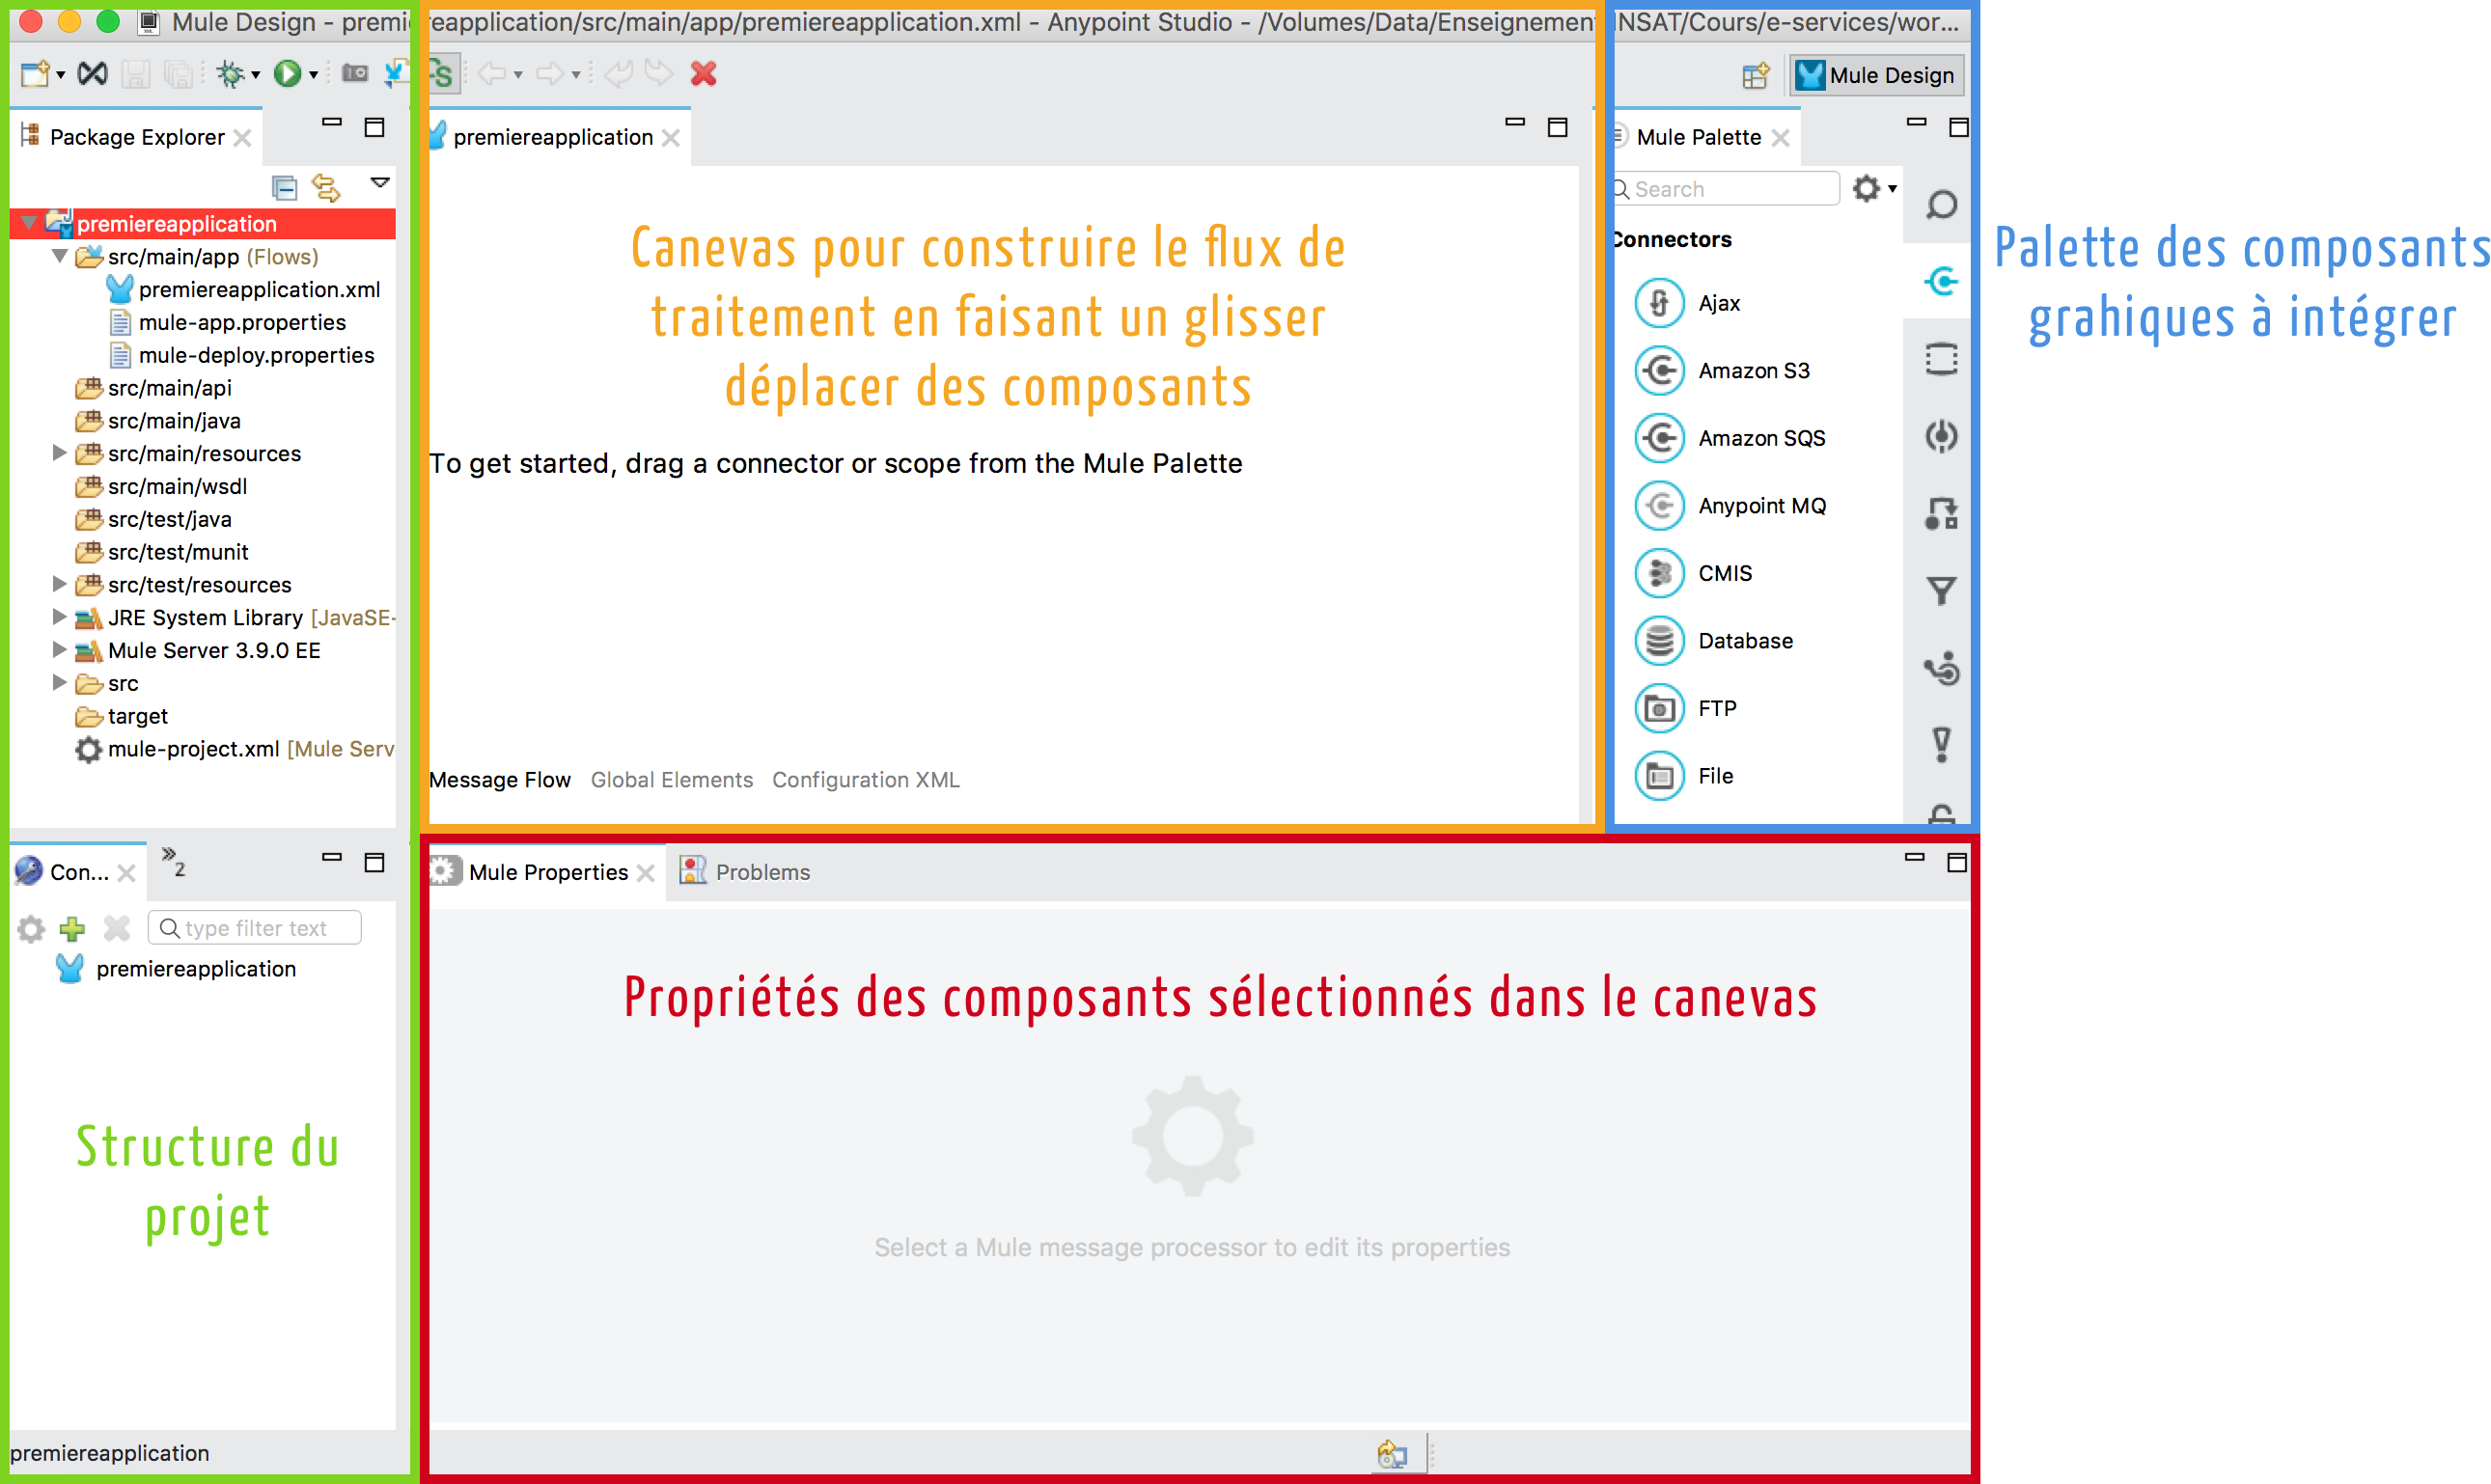 Mule Design - premiereapplication/src/main/app/premiereapplication.xml - Anypoint Studio - /Volumes/Data/Enseignement INSAT/Cours/e-services/wor...
Mule Design
Package Explorer
premiereapplication
src/main/app (Flows)
premiereapplication.xml
mule-app.properties
mule-deploy.properties
src/main/api
src/main/java
src/main/resources
src/main/wsdl
src/test/java
src/test/munit
src/test/resources
JRE System Library [JavaSE-
Mule Server 3.9.0 EE
src
target
mule-project.xml [Mule Serv
Con...
2
type filter text
premiereapplication
Structure du
projet
premiereapplication
premiereapplication
Canevas pour construire le flux de
traitement en faisant un glisser
déplacer des composants
To get started, drag a connector or scope from the Mule Palette
Message Flow Global Elements Configuration XML
Mule Palette
Search
Connectors
Ajax
Amazon S3
Amazon SQS
Anypoint MQ
CMIS
Database
FTP
File
Palette des composants
grahiques à intégrer
Mule Properties
Problems
Propriétés des composants sélectionnés dans le canevas
Select a Mule message processor to edit its properties